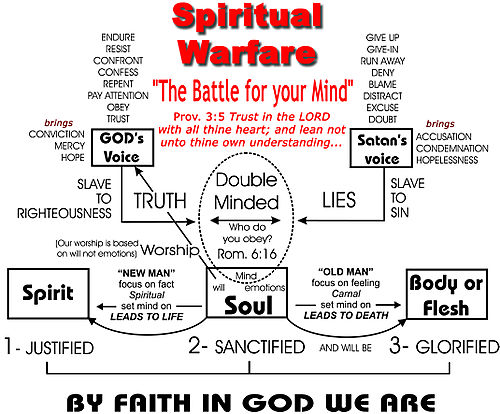 Spiritual
Warfare
"The Battle for your Mind"
Prov. 3:5 Trust in the LORD
with all thine heart; and lean not
unto thine own understanding...
ENDURE
RESIST
CONFRONT
CONFESS
REPENT
PAY ATTENTION
OBEY
TRUST
brings
CONVICTION
MERCY
HOPE
GOD's
Voice
GIVE UP
GIVE-IN
RUN AWAY
DENY
BLAME
DISTRACT
EXCUSE
DOUBT
Satan's
voice
brings
ACCUSATION
CONDEMNATION
HOPELESSNESS
SLAVE
TO
RIGHTEOUSNESS
TRUTH
Double
Minded
Who do
you obey?
Rom. 6:16
LIES
SLAVE
TO
SIN
(Our worship is based
on will not emotions)
Worship
Spirit
"NEW MAN"
focus on fact
Spiritual
set mind on
LEADS TO LIFE
Mind
will emotions
Soul
"OLD MAN"
focus on feeling
Carnal
set mind on
LEADS TO DEATH
Body or
Flesh
1- JUSTIFIED 2- SANCTIFIED AND WILL BE 3- GLORIFIED
BY FAITH IN GOD WE ARE